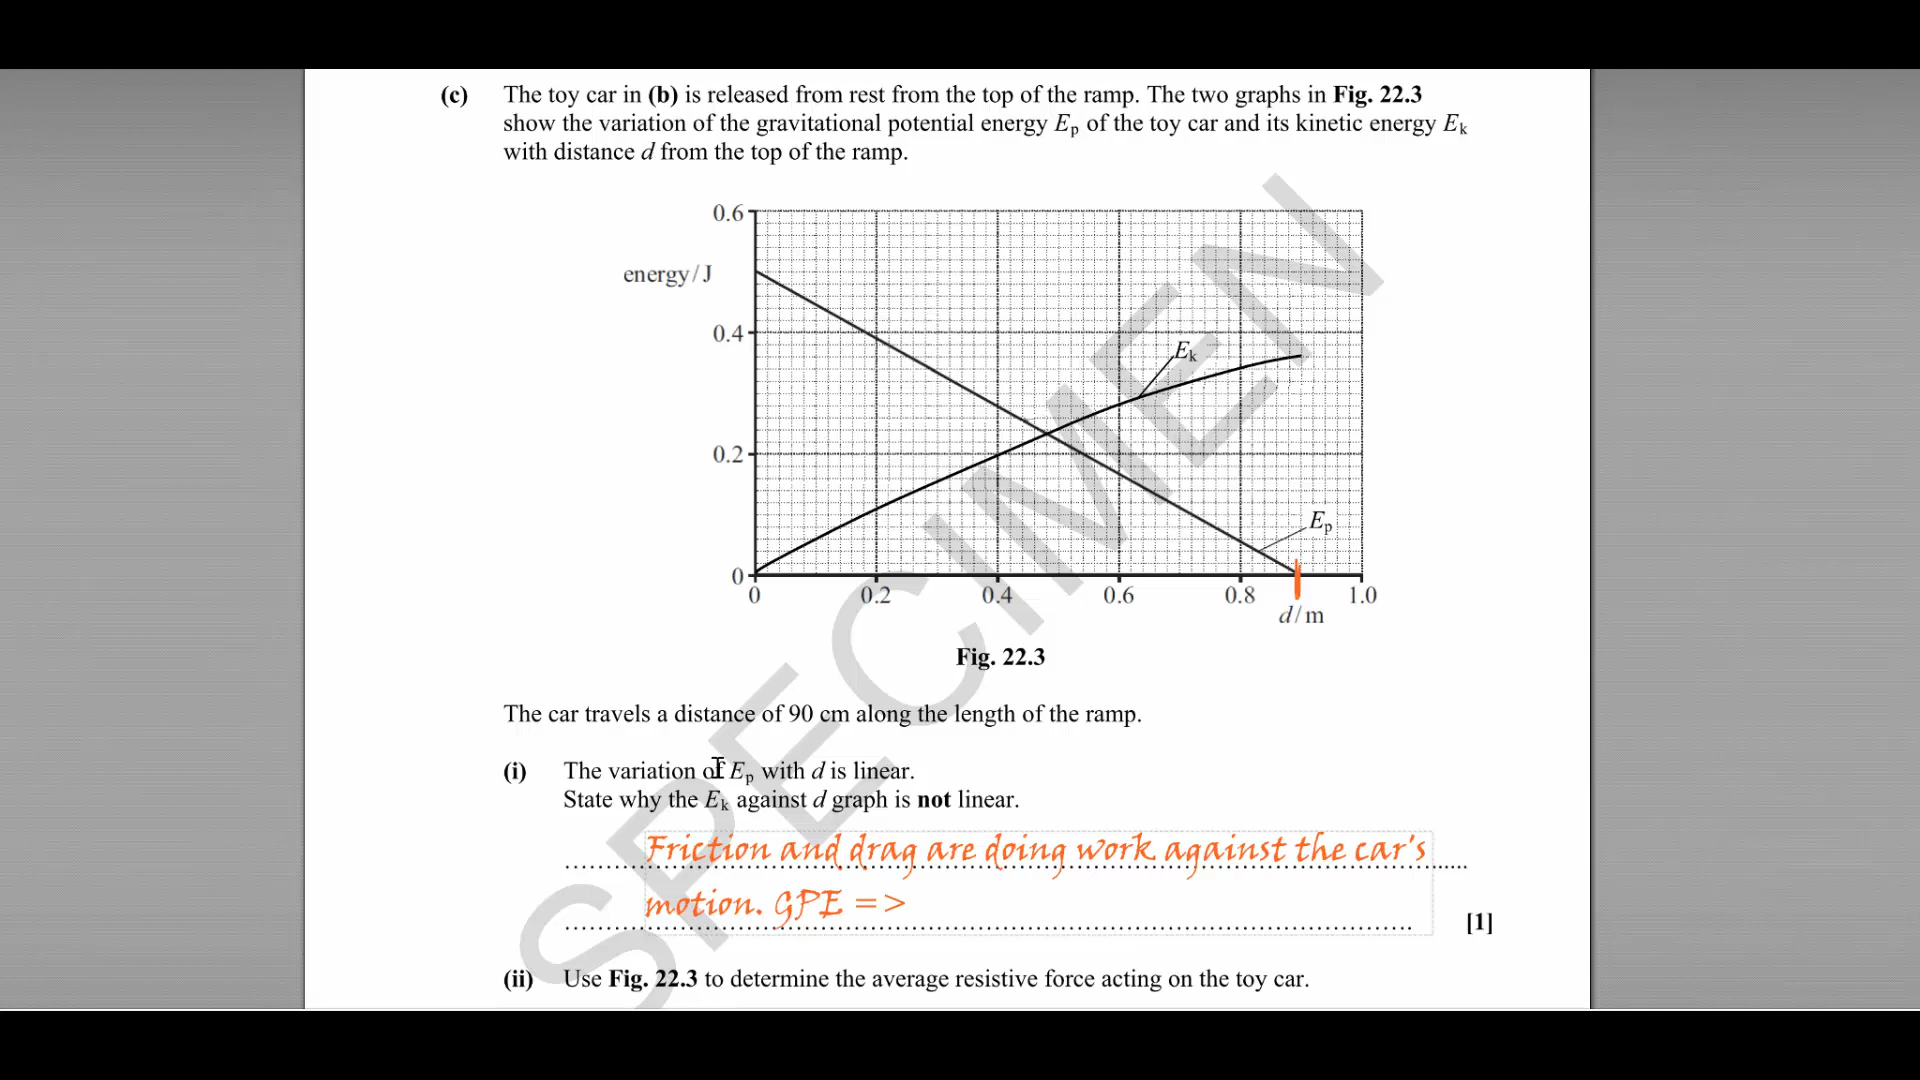 (c) The toy car in (b) is released from rest from the top of the ramp. The two graphs in Fig. 22.3
show the variation of the gravitational potential energy Ep of the toy car and its kinetic energy Ek
with distance d from the top of the ramp.
0.6
energy/J
0.4
Ek
0.2
Ep
0
0 0.2 0.4 0.6 0.8 1.0
d/m
Fig. 22.3
SPECIMEN
The car travels a distance of 90 cm along the length of the ramp.
(i) The variation of Ep with d is linear.
State why the Ek against d graph is not linear.
Friction and drag are doing work against the car's
motion. GPE =>
[1]
(ii) Use Fig. 22.3 to determine the average resistive force acting on the toy car.